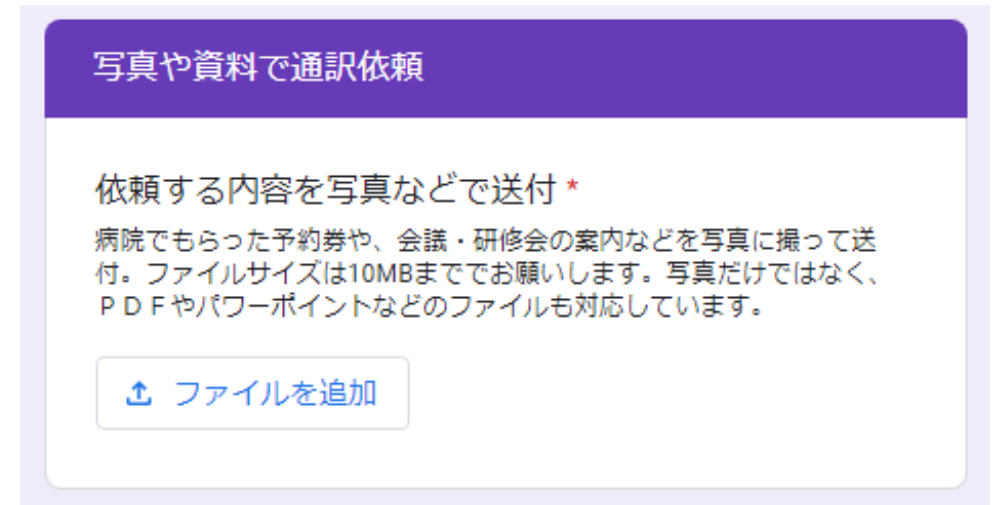 写真や資料で通訳依頼
依頼する内容を写真などで送付 *
病院でもらった予約券や、会議・研修会の案内などを写真に撮って送
付。ファイルサイズは10MBまででお願いします。写真だけではなく、
ＰＤＦやパワーポイントなどのファイルも対応しています。
ファイルを追加